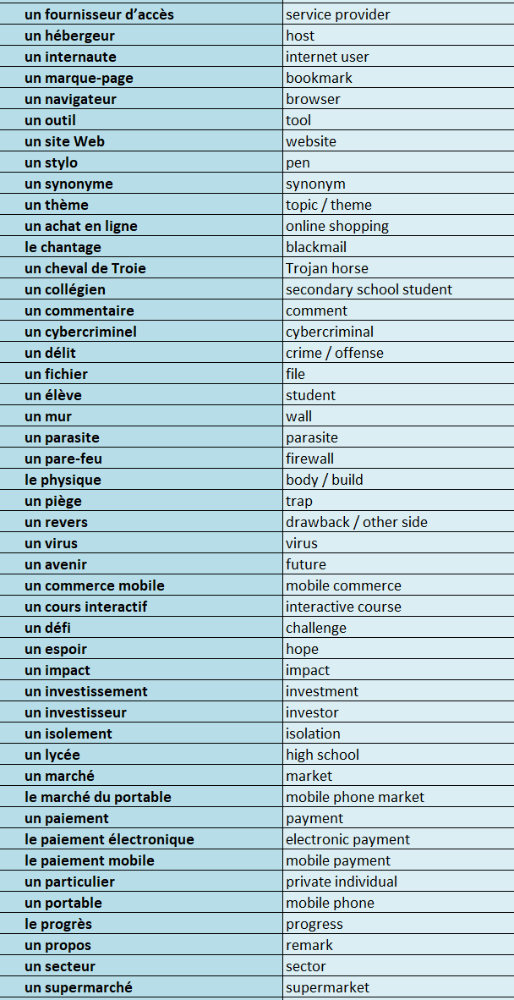 un fournisseur d’accès service provider
un hébergeur host
un internaute internet user
un marque-page bookmark
un navigateur browser
un outil tool
un site Web website
un stylo pen
un synonyme synonym
un thème topic / theme
un achat en ligne online shopping
le chantage blackmail
un cheval de Troie Trojan horse
un collégien secondary school student
un commentaire comment
un cybercriminel cybercriminal
un délit crime / offense
un fichier file
un élève student
un mur wall
un parasite parasite
un pare-feu firewall
le physique body / build
un piège trap
un revers drawback / other side
un virus virus
un avenir future
un commerce mobile mobile commerce
un cours interactif interactive course
un défi challenge
un espoir hope
un impact impact
un investissement investment
un investisseur investor
un isolement isolation
un lycée high school
un marché market
le marché du portable mobile phone market
un paiement payment
le paiement électronique electronic payment
le paiement mobile mobile payment
un particulier private individual
un portable mobile phone
le progrès progress
un propos remark
un secteur sector
un supermarché supermarket